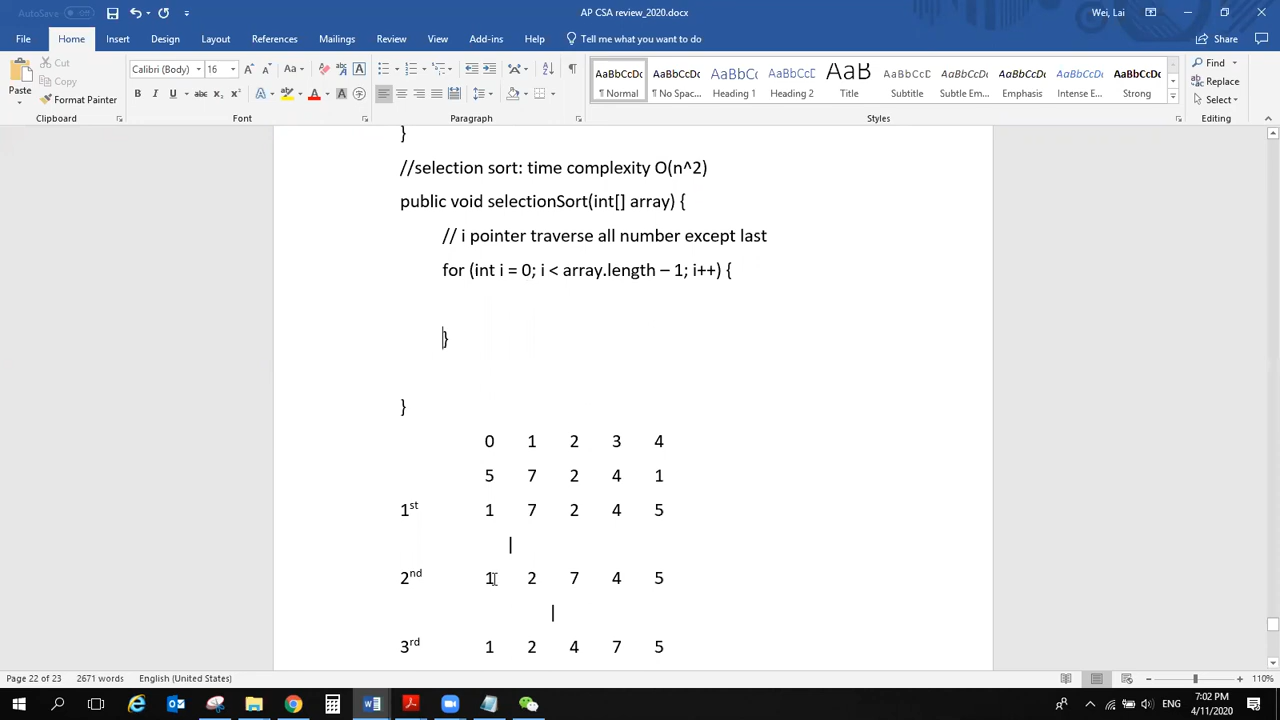 AutoSave Off
AP CSA review_2020.docx
Wei, Lai
File Home Insert Design Layout References Mailings Review View Add-ins Help Tell me what you want to do Share
Paste
Cut
Copy
Format Painter
Calibri (Body) 16
AaBbCcDc AaBbCcDc AaBbCc AaBbCcD AaB AaBbCcD AaBbCcDc AaBbCcDc AaBbCcDc AaBbCcDc
¶ Normal ¶ No Spac... Heading 1 Heading 2 Title Subtitle Subtle Em... Emphasis Intense E... Strong
Find
Replace
Select
Clipboard Font Paragraph Styles Editing
}
//selection sort: time complexity O(n^2)
public void selectionSort(int[] array) {
// i pointer traverse all number except last
for (int i = 0; i < array.length – 1; i++) {
}
}
0 1 2 3 4
5 7 2 4 1
1st 1 7 2 4 5
|
2nd 1 2 7 4 5
|
3rd 1 2 4 7 5
Page 22 of 23 2671 words English (United States) 110%
ENG
7:02 PM
4/11/2020